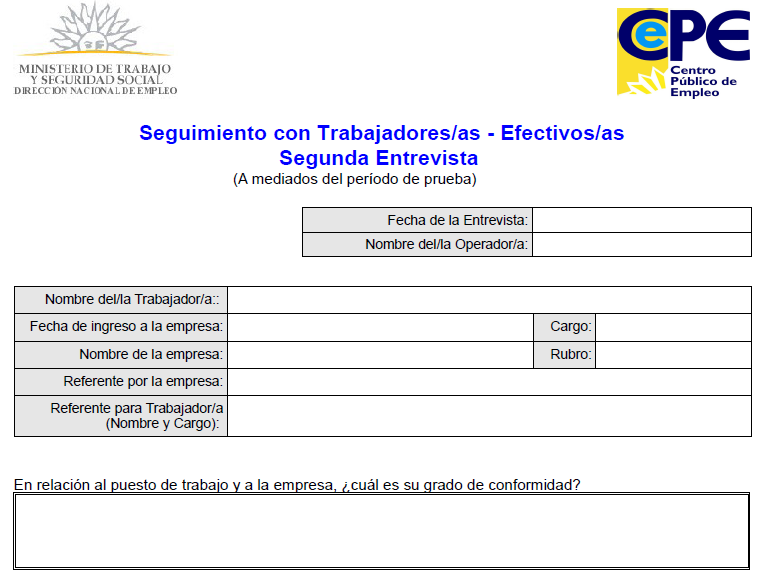 MINISTERIO DE TRABAJO
Y SEGURIDAD SOCIAL
DIRECCIÓN NACIONAL DE EMPLEO
CePE
Centro
Público de
Empleo
Seguimiento con Trabajadores/as - Efectivos/as
Segunda Entrevista
(A mediados del período de prueba)
Fecha de la Entrevista:
Nombre del/la Operador/a:
Nombre del/la Trabajador/a::
Fecha de ingreso a la empresa:
Cargo:
Nombre de la empresa:
Rubro:
Referente por la empresa:
Referente para Trabajador/a
(Nombre y Cargo):
En relación al puesto de trabajo y a la empresa, ¿cuál es su grado de conformidad?